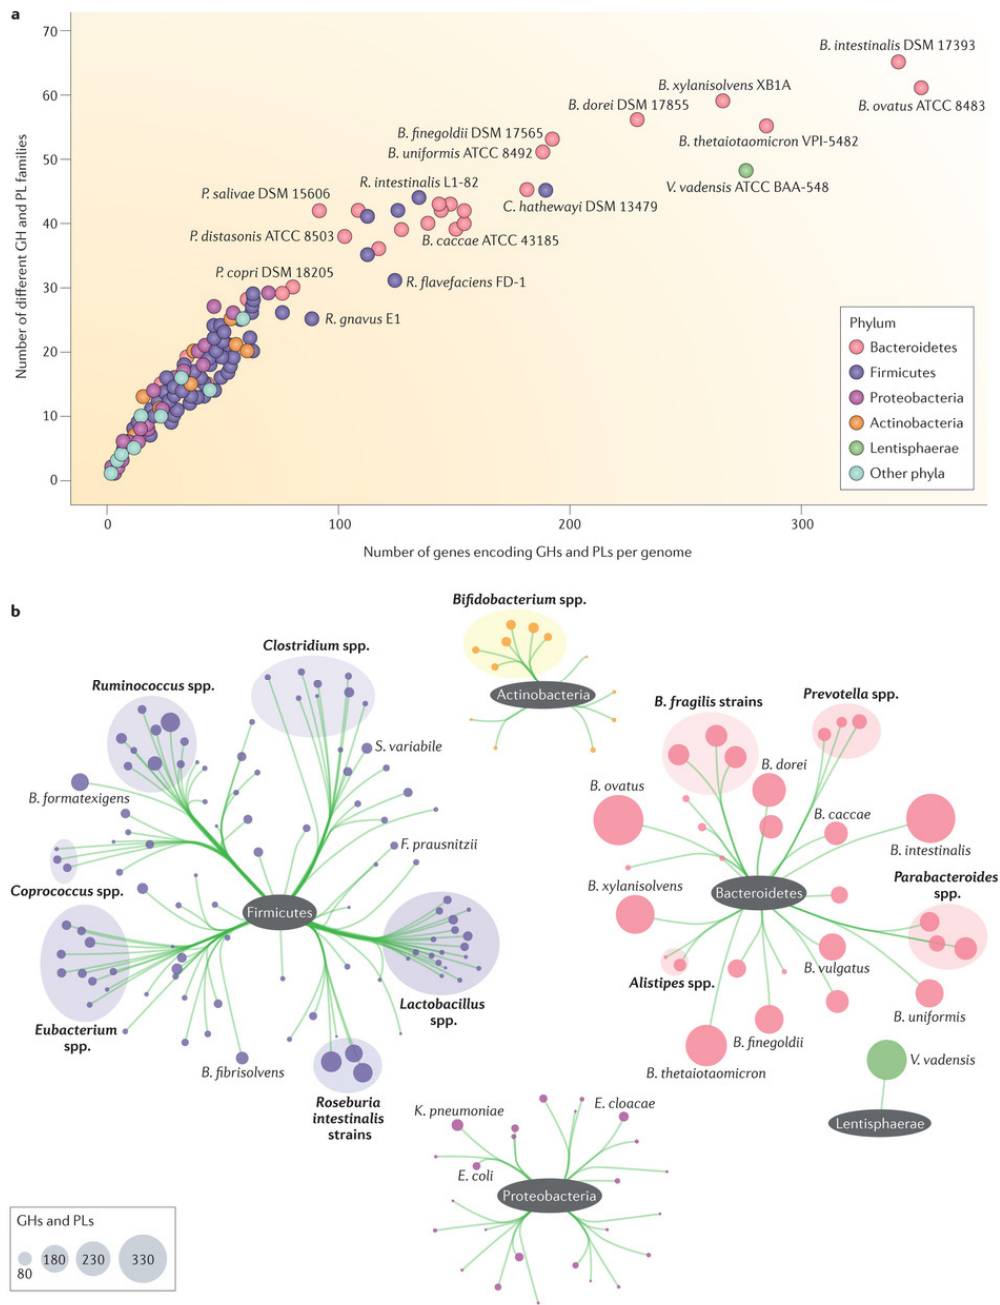 a
70
60
50
40
30
20
10
0
Number of different GH and PL families
B. intestinalis DSM 17393
B. xylanisolvens XB1A
B. ovatus ATCC 8483
B. dorei DSM 17855
B. finegoldii DSM 17565
B. thetaiotaomicron VPI-5482
B. uniformis ATCC 8492
R. intestinalis L1-82
V. vadensis ATCC BAA-548
P. salivae DSM 15606
C. hathewayi DSM 13479
P. distasonis ATCC 8503
B. caccae ATCC 43185
P. copri DSM 18205
R. flavefaciens FD-1
R. gnavus E1
Phylum
Bacteroidetes
Firmicutes
Proteobacteria
Actinobacteria
Lentisphaerae
Other phyla
0
100
200
300
Number of genes encoding GHs and PLs per genome
b
Bifidobacterium spp.
Actinobacteria
Clostridium spp.
Ruminococcus spp.
S. variabile
B. formatexigens
F. prausnitzii
Coprococcus spp.
Firmicutes
Eubacterium
spp.
Lactobacillus
spp.
B. fibrisolvens
Roseburia
intestinalis
strains
B. fragilis strains
Prevotella spp.
B. dorei
B. ovatus
B. caccae
B. intestinalis
B. xylanisolvens
Bacteroidetes
Parabacteroides
spp.
Alistipes spp.
B. vulgatus
B. uniformis
B. finegoldii
B. thetaiotaomicron
V. vadensis
Lentisphaerae
K. pneumoniae
E. cloacae
E. coli
Proteobacteria
GHs and PLs
80
180
230
330